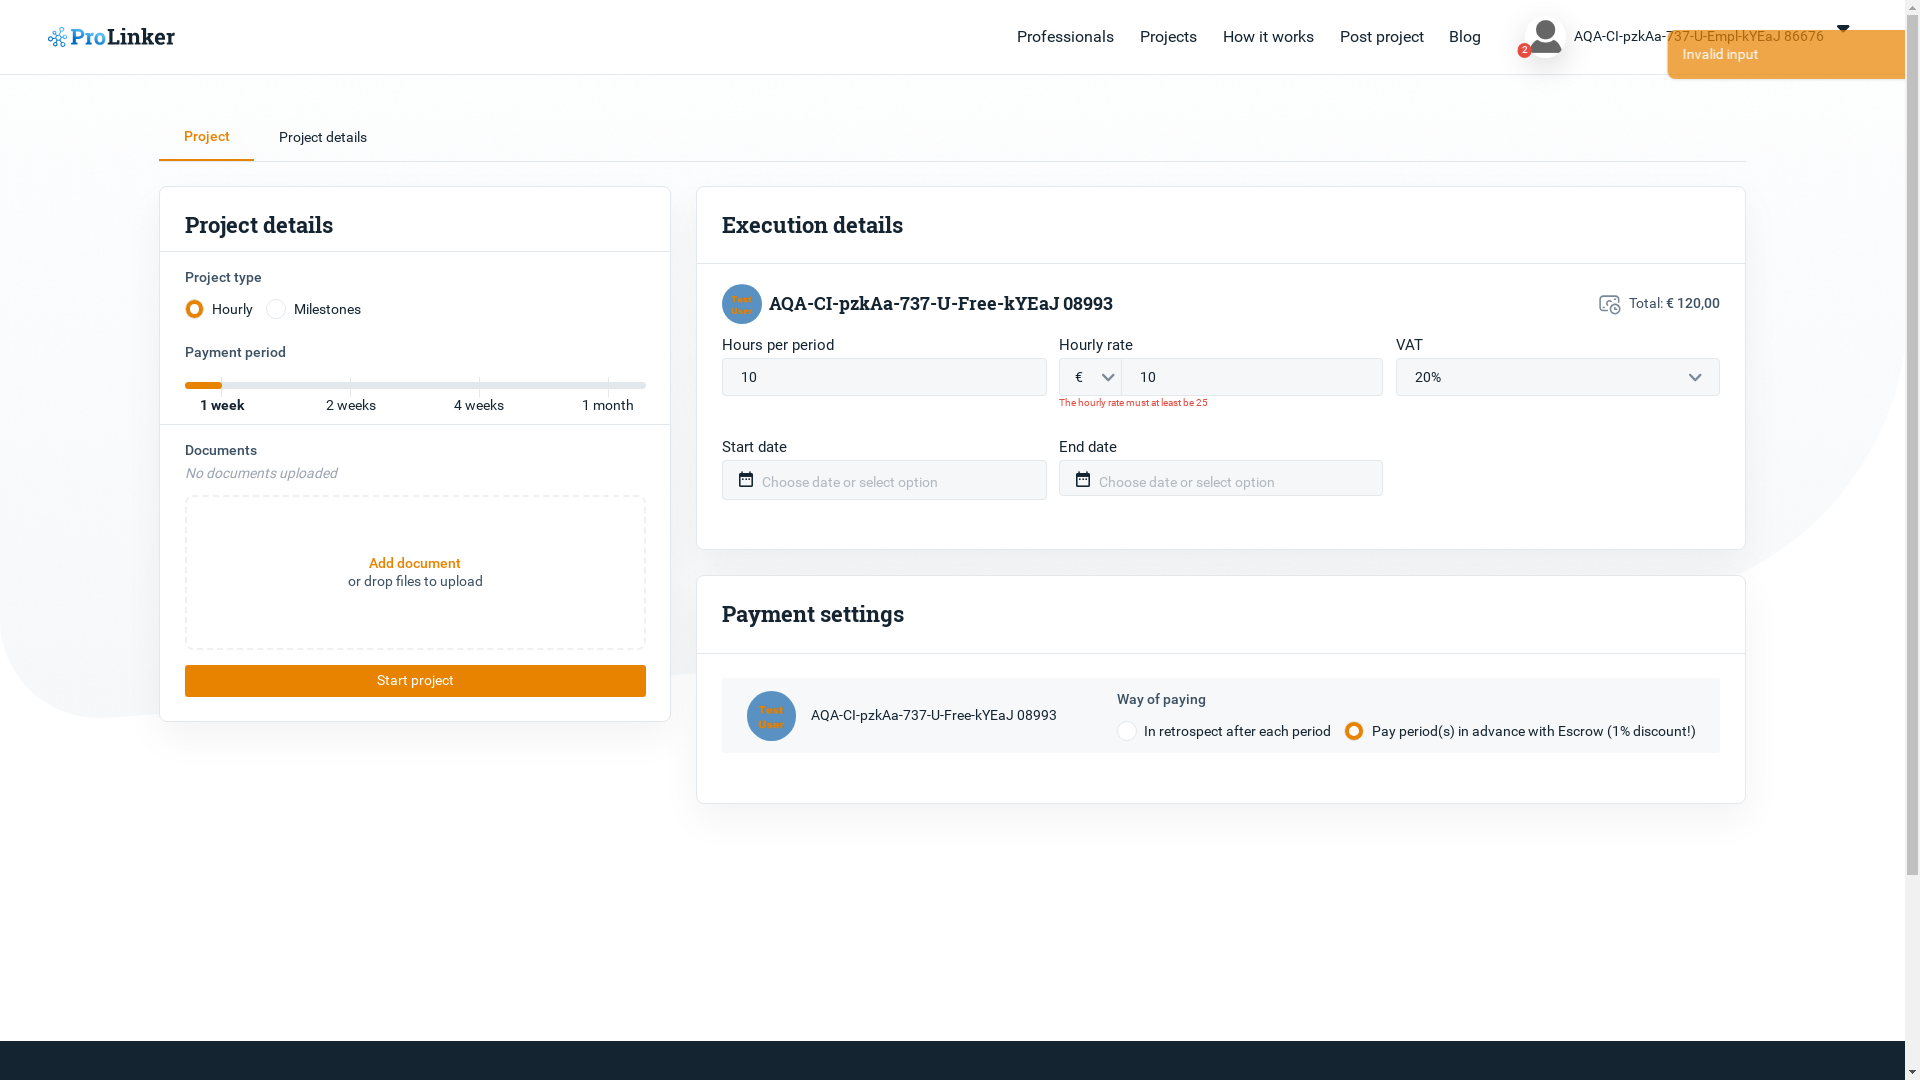 ProLinker
Professionals
Projects
How it works
Post project
Blog
2
AQA-CI-pzkAa-737-U-Empl-kYEaJ 86676
Invalid input
Project
Project details
Project details
Project type
Hourly
Milestones
Payment period
1 week
2 weeks
4 weeks
1 month
Documents
No documents uploaded
Add document
or drop files to upload
Start project
Execution details
Test
User
AQA-CI-pzkAa-737-U-Free-kYEaJ 08993
Total: € 120,00
Hours per period
Hourly rate
VAT
10
€
10
20%
The hourly rate must at least be 25
Start date
End date
Choose date or select option
Choose date or select option
Payment settings
Test
User
AQA-CI-pzkAa-737-U-Free-kYEaJ 08993
Way of paying
In retrospect after each period
Pay period(s) in advance with Escrow (1% discount!)